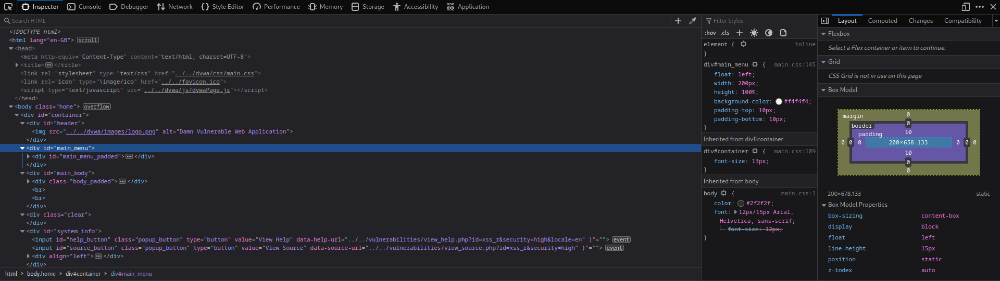 Inspector Console Debugger Network Style Editor Performance Memory Storage Accessibility Application
Search HTML
<!DOCTYPE html>
<html lang="en-GB"> scroll
<head>
<meta http-equiv="Content-Type" content="text/html; charset=UTF-8">
<title></title>
<link rel="stylesheet" type="text/css" href="../../dvwa/css/main.css">
<link rel="icon" type="\image/ico" href="../../favicon.ico">
<script type="text/javascript" src="../../dvwa/js/dvwaPage.js"></script>
</head>
<body class="home"> overflow
<div id="container">
<div id="header">
<img src="../../dvwa/images/logo.png" alt="Damn Vulnerable Web Application">
</div>
<div id="main_menu">
<div id="main_menu_padded"></div>
</div>
<div id="main_body">
<div class="body_padded"></div>
<br>
<br>
</div>
<div class="clear">
</div>
<div id="system_info">
<input id="help_button" class="popup_button" type="button" value="View Help" data-help-url="../../vulnerabilities/view_help.php?id=xss_r&security=high&locale=en" )"=""> event
<input id="source_button" class="popup_button" type="button" value="View Source" data-source-url="../../vulnerabilities/view_source.php?id=xss_r&security=high" )"=""> event
<div align="left"></div>
</div>
html > body.home > div#container > div#main_menu
Filter Styles
:hov .cls
element { inline
}
div#main_menu { main.css:145
float: left;
width: 200px;
height: 100%;
background-color: #f4f4f4;
padding-top: 10px;
padding-bottom: 10px;
}
Inherited from div#container
div#container { main.css:109
font-size: 13px;
}
Inherited from body
body { main.css:1
color: #2f2f2f;
font: 12px/15px Arial,
Helvetica, sans-serif;
font-size: 12px;
}
Layout Computed Changes Compatibility
Flexbox
Select a Flex container or item to continue.
Grid
CSS Grid is not in use on this page
Box Model
margin 0
border 0
padding 10
0 0 0 200×658.133 0 0 0
10
0
0
200×678.133 static
Box Model Properties
box-sizing content-box
display block
float left
line-height 15px
position static
z-index auto